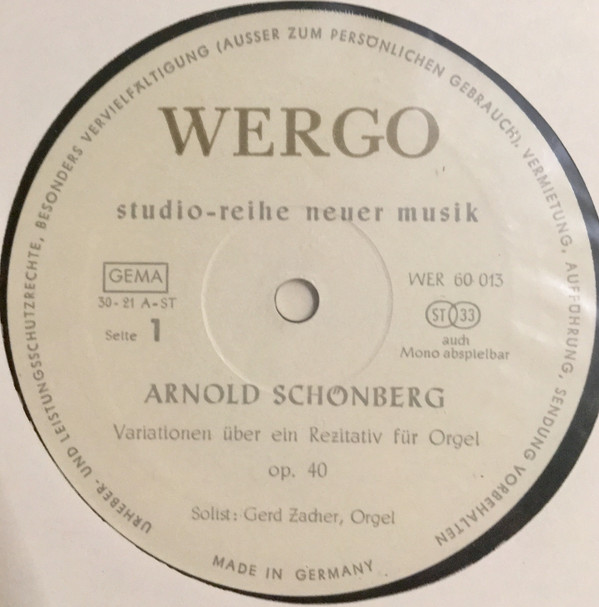 URHEBER- UND LEISTUNGSSCHUTZRECHTE, BESONDERS VERVIELFÄLTIGUNG (AUSSER ZUM PERSÖNLICHEN GEBRAUCH), VERMIETUNG, AUFFÜHRUNG, SENDUNG VORBEHALTEN
WERGO
studio-reihe neuer musik
GEMA
30-21 A-ST
Seite 1
WER 60 013
ST 33
auch
Mono abspielbar
ARNOLD SCHÖNBERG
Variationen über ein Rezitativ für Orgel
op. 40
Solist: Gerd Zacher, Orgel
MADE IN GERMANY